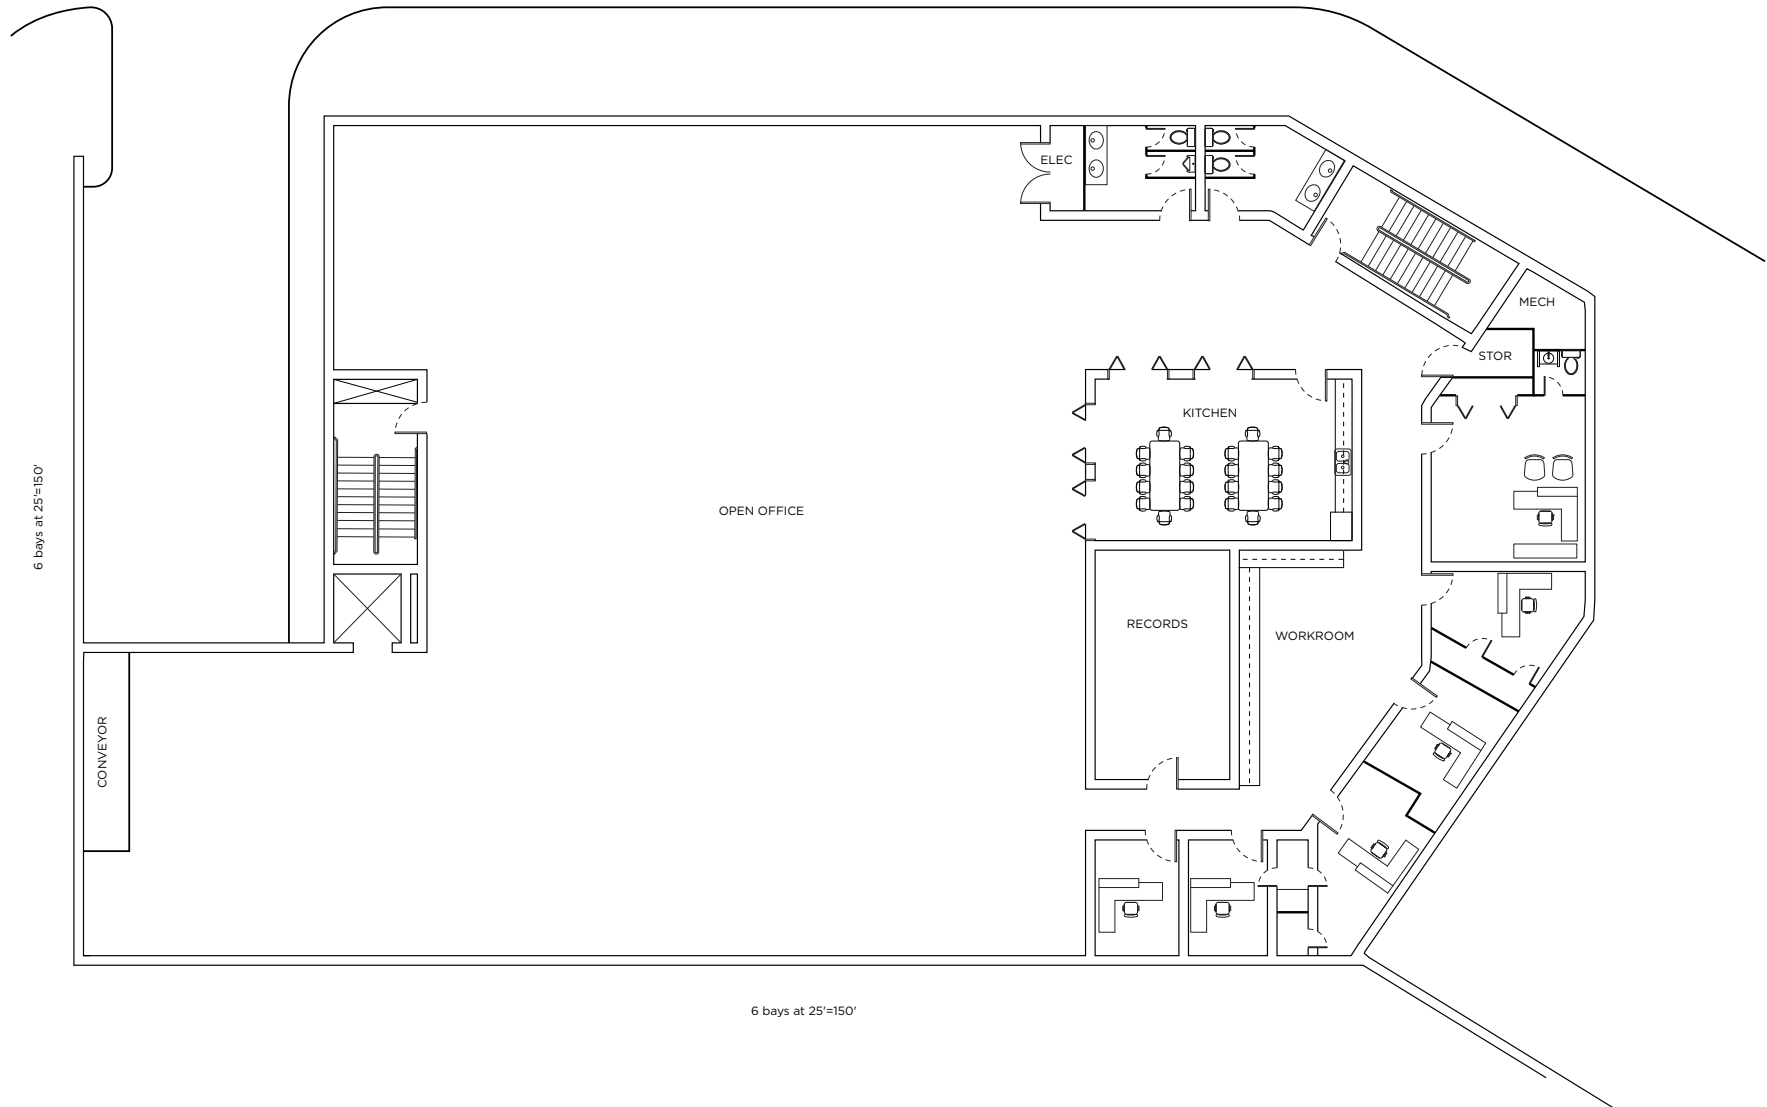 ELEC
MECH
STOR
KITCHEN
6 bays at 25'=150'
OPEN OFFICE
RECORDS
WORKROOM
CONVEYOR
6 bays at 25'=150'